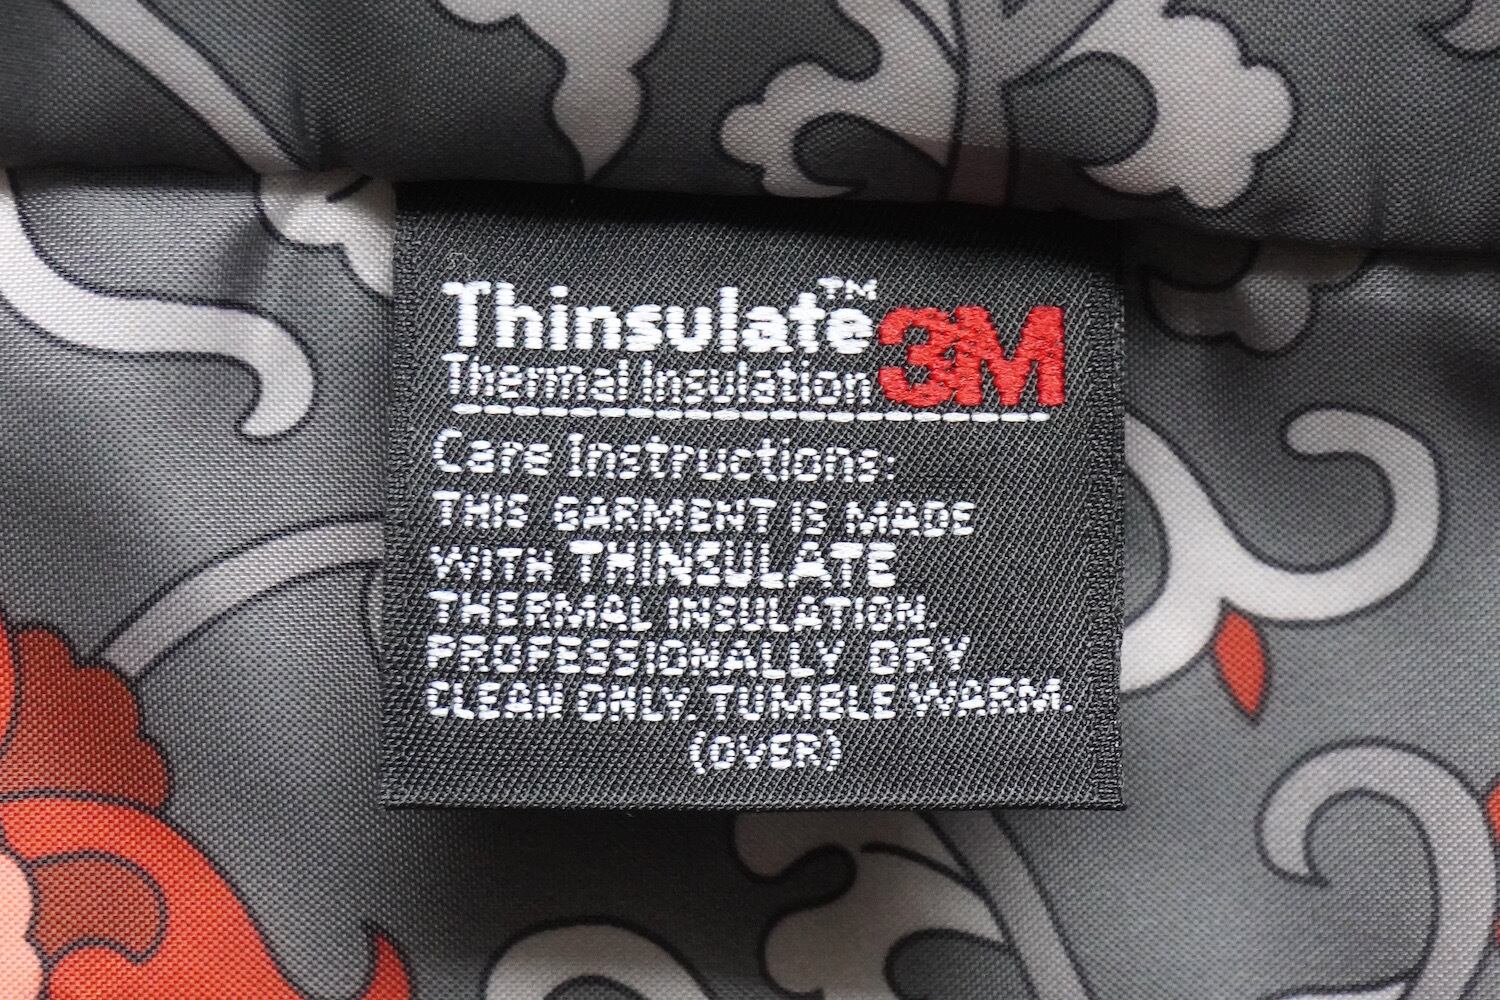 Thinsulate™ 3M
Thermal Insulation
Care Instructions:
THIS GARMENT IS MADE
WITH THINSULATE
THERMAL INSULATION
PROFESSIONALLY DRY
CLEAN ONLY. TUMBLE WARM.
(OVER)